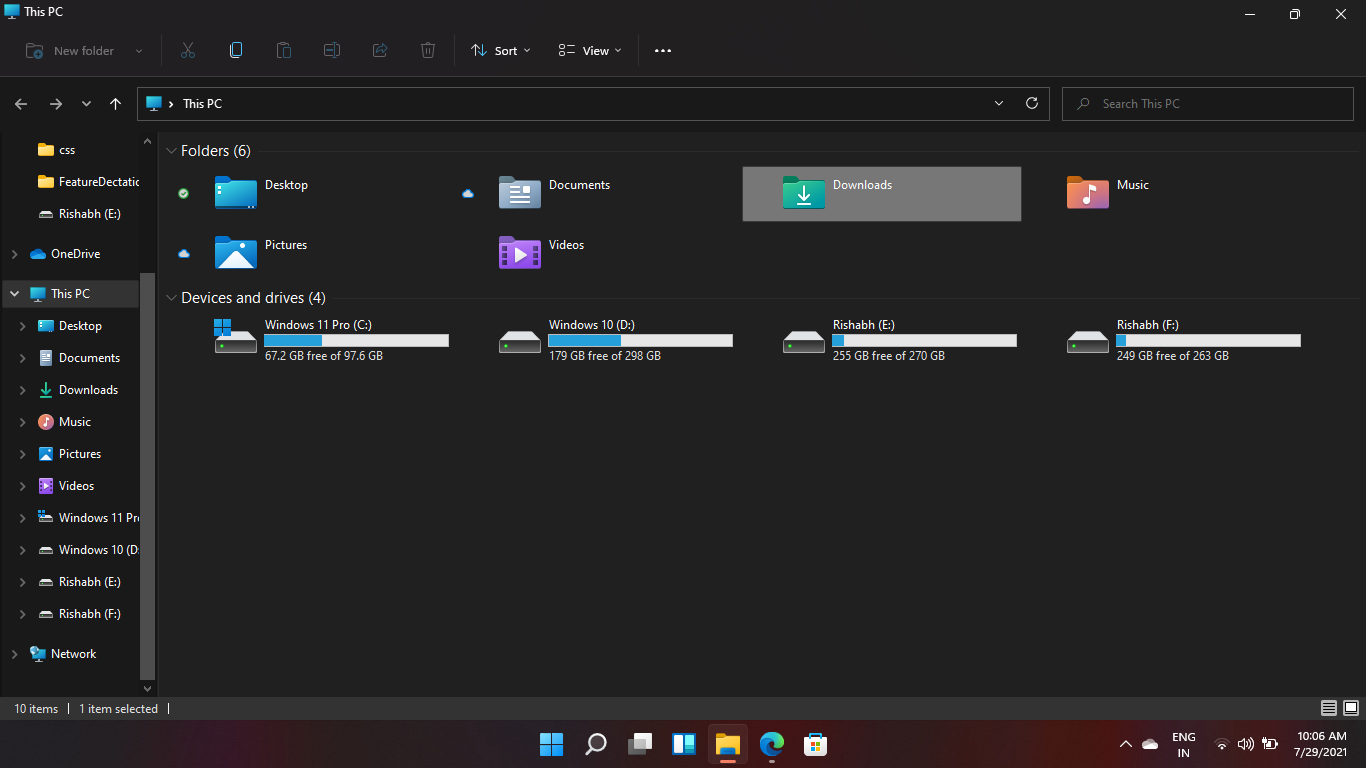 This PC
New folder
Sort
View
This PC
Search This PC
css
FeatureDectatic
Rishabh (E:)
OneDrive
This PC
Desktop
Documents
Downloads
Music
Pictures
Videos
Windows 11 Pr
Windows 10 (D:
Rishabh (E:)
Rishabh (F:)
Network
Folders (6)
Desktop
Documents
Downloads
Music
Pictures
Videos
Devices and drives (4)
Windows 11 Pro (C:)
67.2 GB free of 97.6 GB
Windows 10 (D:)
179 GB free of 298 GB
Rishabh (E:)
255 GB free of 270 GB
Rishabh (F:)
249 GB free of 263 GB
10 items
1 item selected
ENG
IN
10:06 AM
7/29/2021